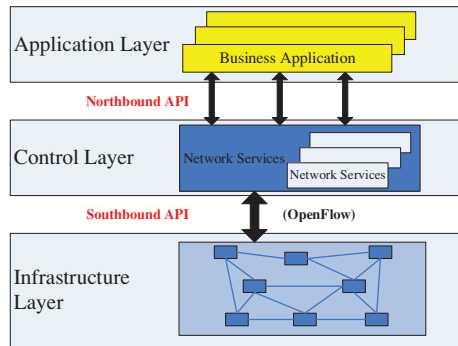 Application Layer
Business Application
Northbound API
Control Layer
Network Services
Network Services
Southbound API
(OpenFlow)
Infrastructure
Layer